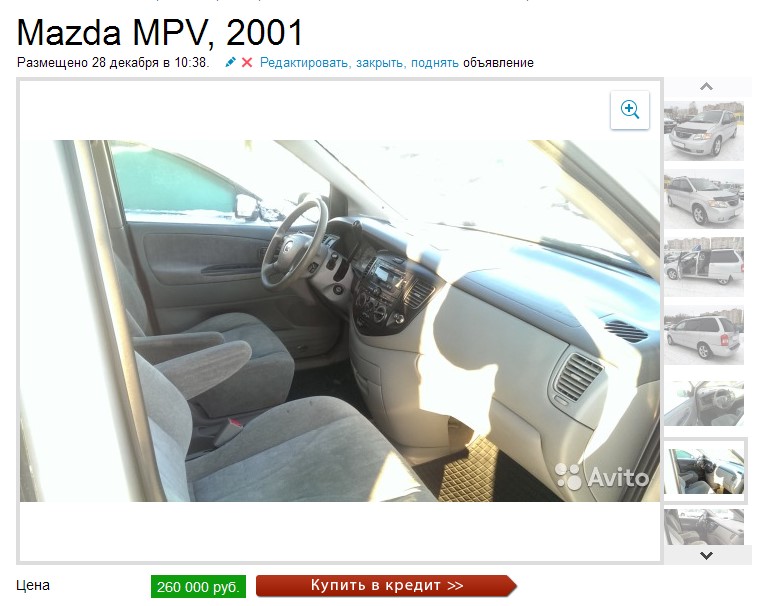 Mazda MPV, 2001
Размещено 28 декабря в 10:38. Редактировать, закрыть, поднять объявление
Avito
Цена 260 000 руб. Купить в кредит >>